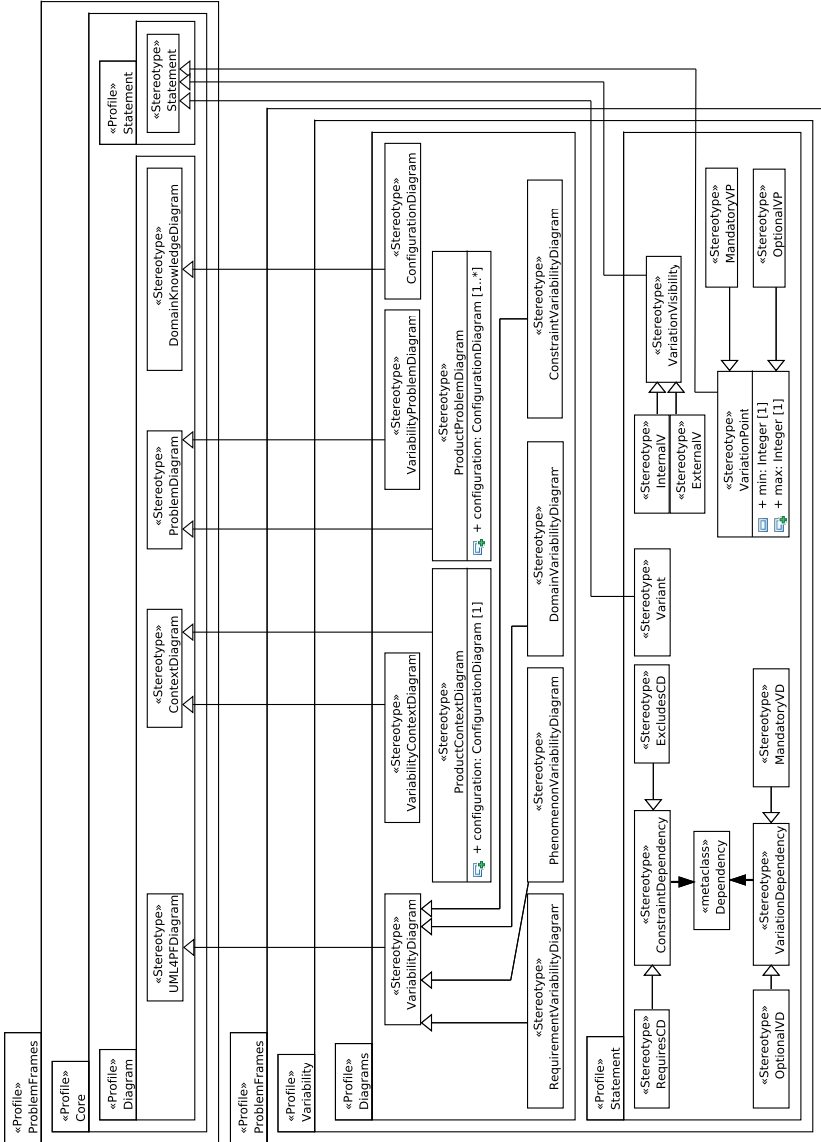 «Profile»
ProblemFrames
«Profile»
Core
«Profile»
Diagram
«Stereotype»
UML4PFDiagram
«Stereotype»
ContextDiagram
«Stereotype»
ProblemDiagram
«Stereotype»
DomainKnowledgeDiagram
«Profile»
Statement
«Stereotype»
Statement
«Profile»
ProblemFrames
«Profile»
Variability
«Profile»
Diagrams
«Stereotype»
VariabilityDiagram
«Stereotype»
VariabilityContextDiagram
«Stereotype»
VariabilityProblemDiagram
«Stereotype»
ConfigurationDiagram
«Stereotype»
ProductContextDiagram
+ configuration: ConfigurationDiagram [1]
«Stereotype»
ProductProblemDiagram
+ configuration: ConfigurationDiagram [1..*]
«Stereotype»
RequirementVariabilityDiagram
«Stereotype»
PhenomenonVariabilityDiagram
«Stereotype»
DomainVariabilityDiagram
«Stereotype»
ConstraintVariabilityDiagram
«Profile»
Statement
«Stereotype»
RequiresCD
«Stereotype»
ConstraintDependency
«Stereotype»
ExcludesCD
«Stereotype»
Variant
«Stereotype»
InternalV
«Stereotype»
ExternalV
«Stereotype»
VariationVisibility
«metaclass»
Dependency
«Stereotype»
VariationPoint
+ min: Integer [1]
+ max: Integer [1]
«Stereotype»
MandatoryVP
«Stereotype»
OptionalVP
«Stereotype»
OptionalVD
«Stereotype»
VariationDependency
«Stereotype»
MandatoryVD